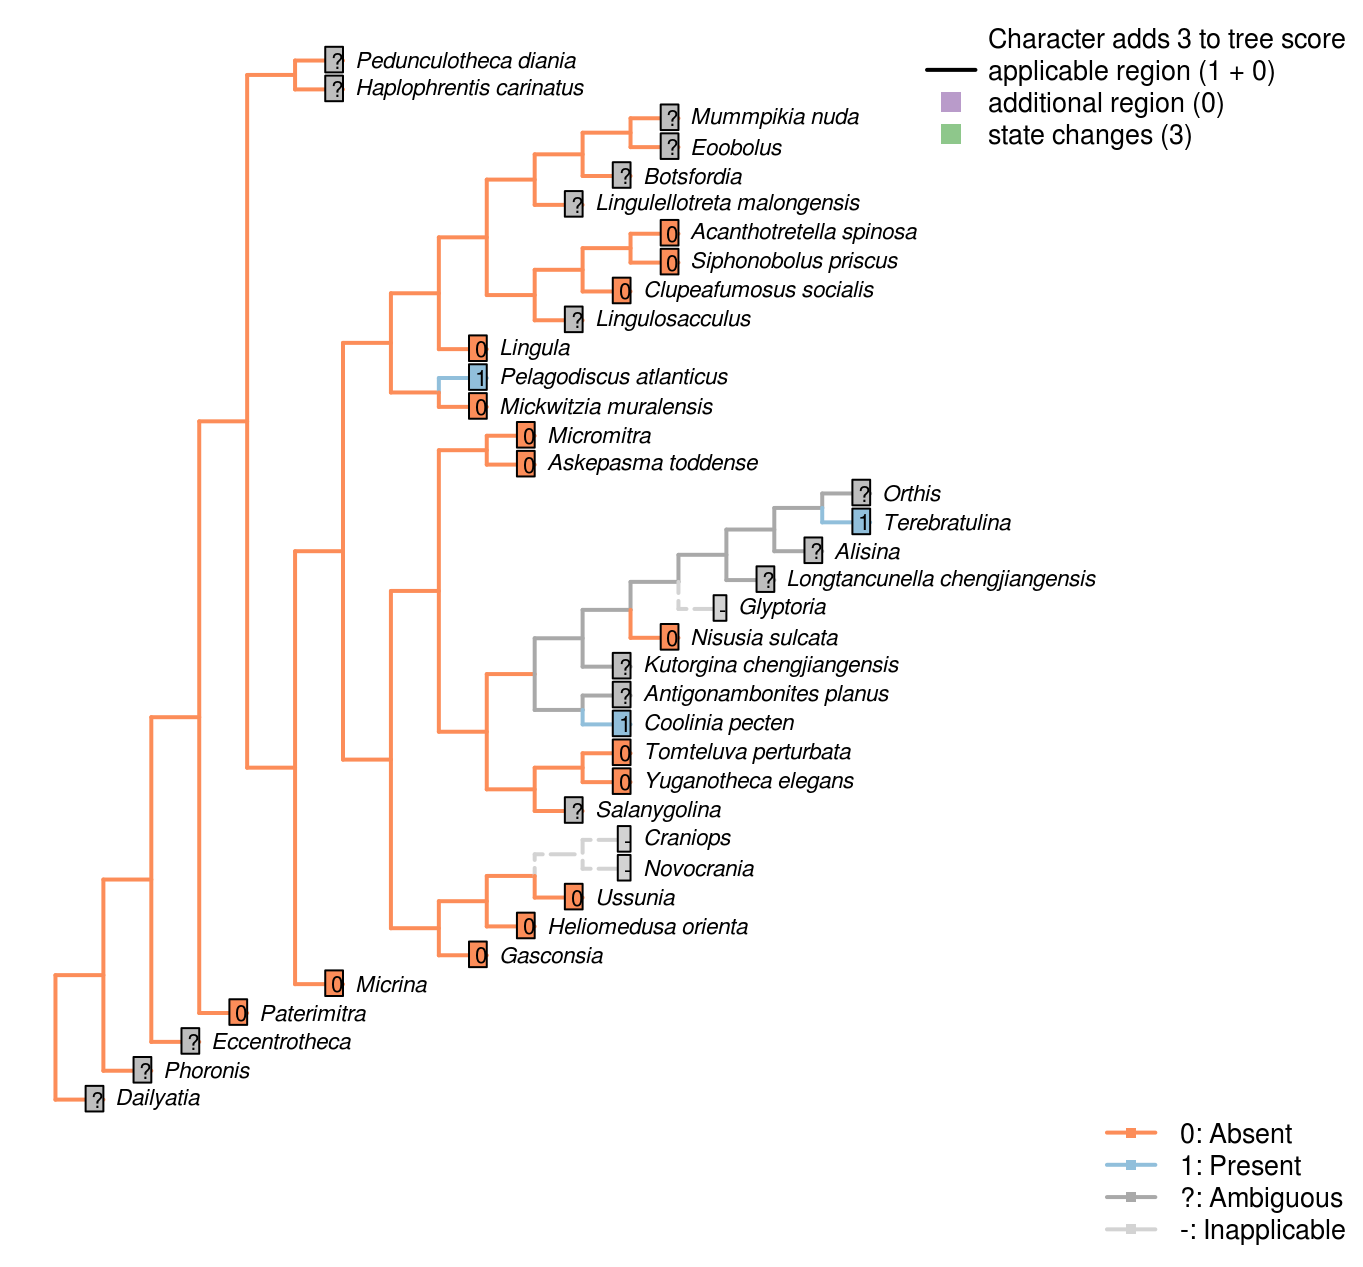 Character adds 3 to tree score
applicable region (1 + 0)
additional region (0)
state changes (3)
? Pedunculotheca diania
? Haplophrentis carinatus
? Mummpikia nuda
? Eoobolus
? Botsfordia
? Lingulellotreta malongensis
0 Acanthotretella spinosa
0 Siphonobolus priscus
0 Clupeafumosus socialis
? Lingulosacculus
0 Lingula
1 Pelagodiscus atlanticus
0 Mickwitzia muralensis
0 Micromitra
0 Askepasma toddense
? Orthis
1 Terebratulina
? Alisina
? Longtancunella chengjiangensis
- Glyptoria
0 Nisusia sulcata
? Kutorgina chengjiangensis
? Antigonambonites planus
1 Coolinia pecten
0 Tomteluva perturbata
0 Yuganotheca elegans
? Salanygolina
- Craniops
- Novocrania
0 Ussunia
0 Heliomedusa orienta
0 Gasconsia
0 Micrina
0 Paterimitra
? Eccentrotheca
? Phoronis
? Dailyatia
0: Absent
1: Present
?: Ambiguous
-: Inapplicable